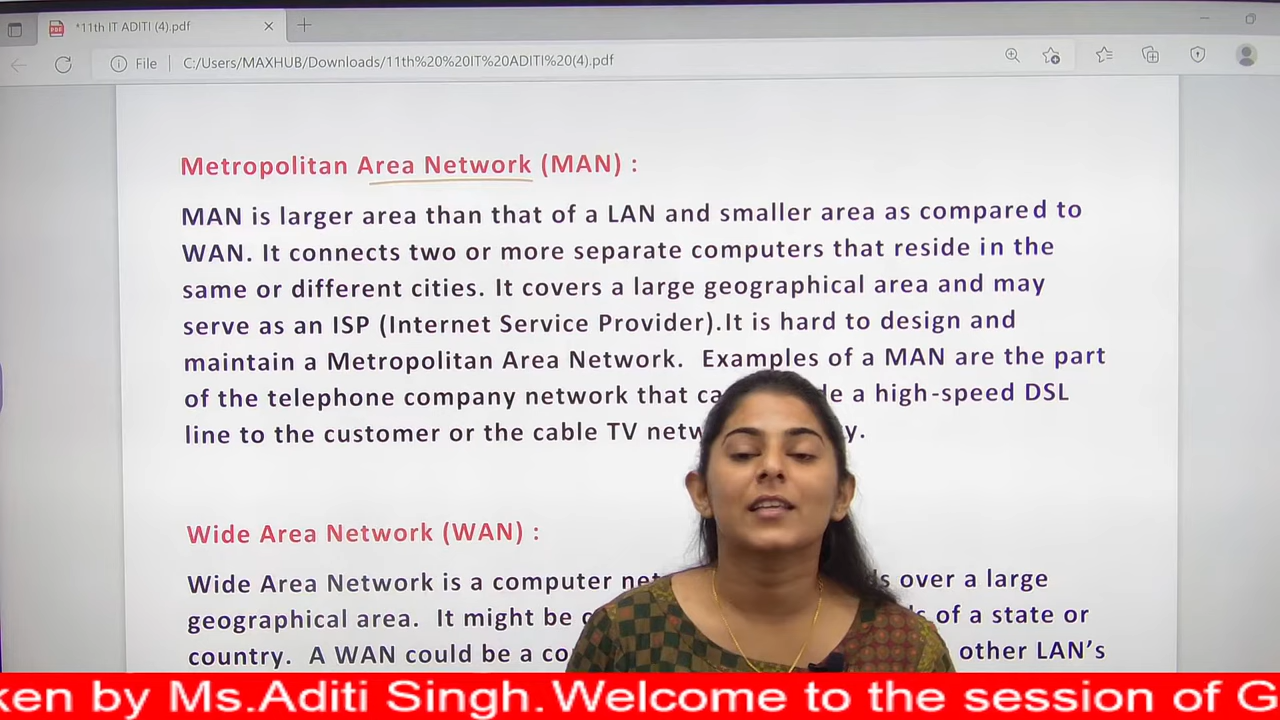 *11th IT ADITI (4).pdf
File C:/Users/MAXHUB/Downloads/11th%20%20IT%20ADITI%20(4).pdf
Metropolitan Area Network (MAN) :
MAN is larger area than that of a LAN and smaller area as compared to
WAN. It connects two or more separate computers that reside in the
same or different cities. It covers a large geographical area and may
serve as an ISP (Internet Service Provider).It is hard to design and
maintain a Metropolitan Area Network. Examples of a MAN are the part
of the telephone company network that a high-speed DSL
line to the customer or the cable TV
Wide Area Network (WAN) :
Wide Area Network is a computer over a large
geographical area. It might be of a state or
country. A WAN could be a other LAN's
ken by Ms.Aditi Singh.Welcome to the session of G